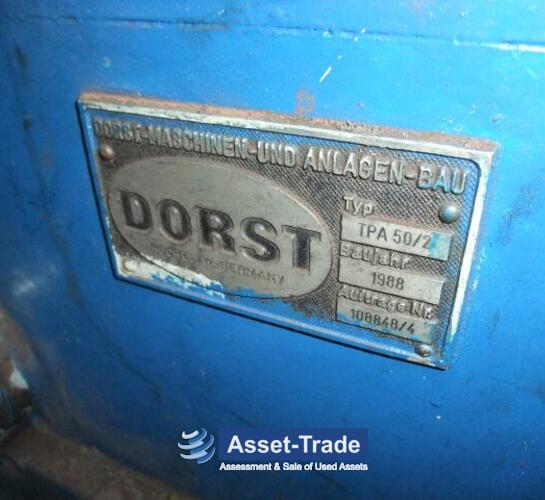 DORST-MASCHINEN-UND ANLAGEN-BAU
DORST
KOCHEL/W.-GERMANY
Typ
TPA 50/2
Baujahr
1988
Auftrags Nr.
108848/4
Asset-Trade
Assessment & Sale of Used Assets